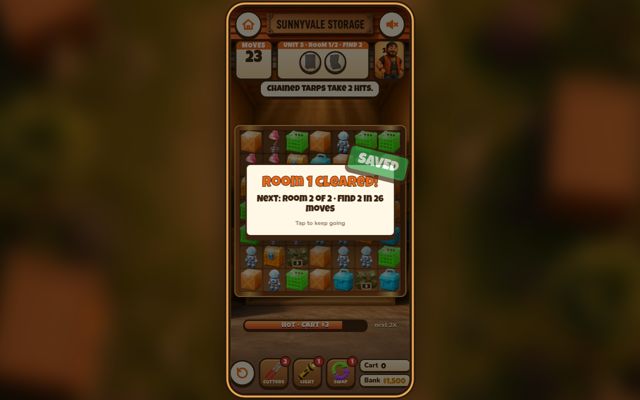 SUNNYVALE STORAGE
MOVES
23
UNIT 3 · ROOM 1/2 · FIND 2
CHAINED TARPS TAKE 2 HITS.
SAVED
ROOM 1 CLEARED!
NEXT: ROOM 2 OF 2 · FIND 2 IN 26
MOVES
Tap to keep going
HOT · CART +3
next 2X
3
1
1
CUTTERS
LIGHT
SWAP
Cart 0
Bank $1,500